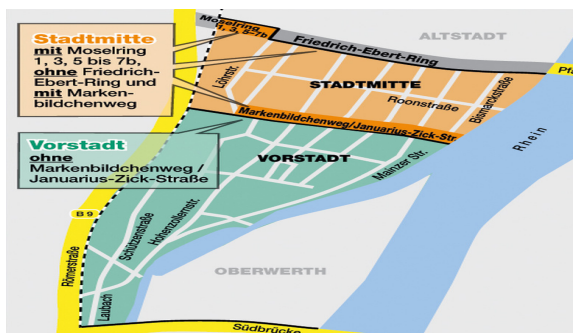 Stadtmitte
mit Moselring
1, 3, 5 bis 7b,
ohne Friedrich-
Ebert-Ring und
mit Marken-
bildchenweg
Vorstadt
ohne
Markenbildchenweg /
Januarius-Zick-Straße
Moselring
1, 3, 5-7b
Friedrich-Ebert-Ring
ALTSTADT
Löhrstr.
STADTMITTE
Roonstraße
Bismarckstraße
Markenbildchenweg/Januarius-Zick-Str.
VORSTADT
Mainzer Str.
Rhein
B 9
Schützenstraße
Hohenzollernstr.
Römerstraße
Laubach
OBERWERTH
Südbrücke